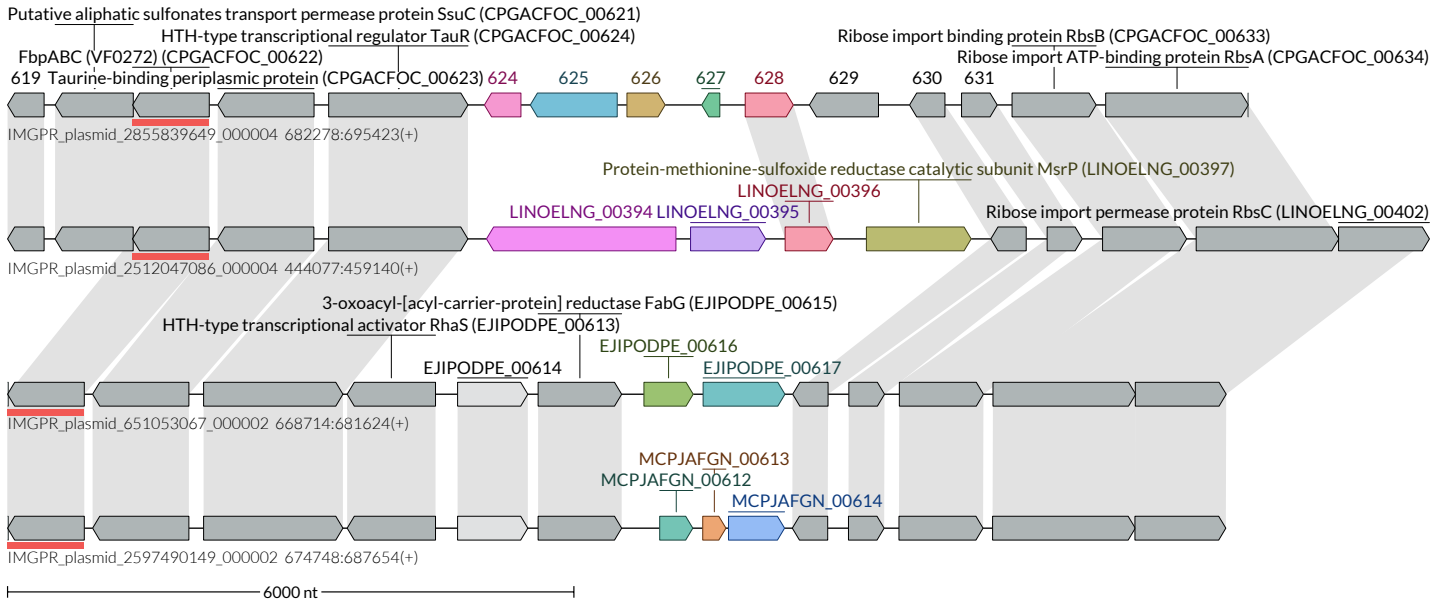 Putative aliphatic sulfonates transport permease protein SsuC (CPGACFOC_00621)
HTH-type transcriptional regulator TauR (CPGACFOC_00624)
Ribose import binding protein RbsB (CPGACFOC_00633)
FbpABC (VF0272) (CPGACFOC_00622)
Ribose import ATP-binding protein RbsA (CPGACFOC_00634)
619 Taurine-binding periplasmic protein (CPGACFOC_00623) 624 625 626 627 628 629 630 631
IMGPR_plasmid_2855839649_000004 682278:695423(+)
Protein-methionine-sulfoxide reductase catalytic subunit MsrP (LINOELNG_00397)
LINOELNG_00396
LINOELNG_00394 LINOELNG_00395 Ribose import permease protein RbsC (LINOELNG_00402)
IMGPR_plasmid_2512047086_000004 444077:459140(+)
3-oxoacyl-[acyl-carrier-protein] reductase FabG (EJIPODPE_00615)
HTH-type transcriptional activator RhaS (EJIPODPE_00613)
EJIPODPE_00616
EJIPODPE_00614 EJIPODPE_00617
IMGPR_plasmid_651053067_000002 668714:681624(+)
MCPJAFGN_00613
MCPJAFGN_00612
MCPJAFGN_00614
IMGPR_plasmid_2597490149_000002 674748:687654(+)
6000 nt